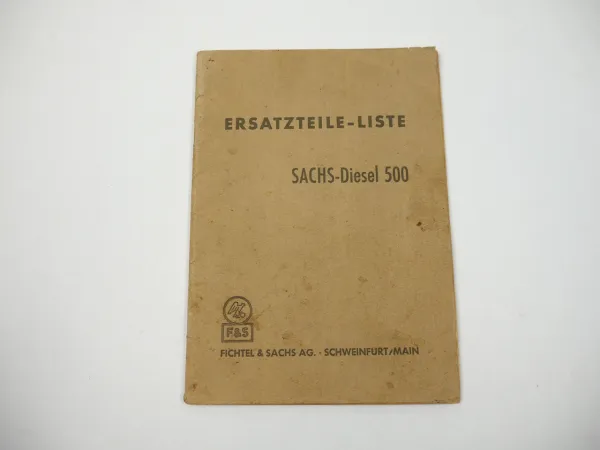 ERSATZTEILE-LISTE
SACHS-Diesel 500
F&S
FICHTEL & SACHS AG. · SCHWEINFURT/MAIN